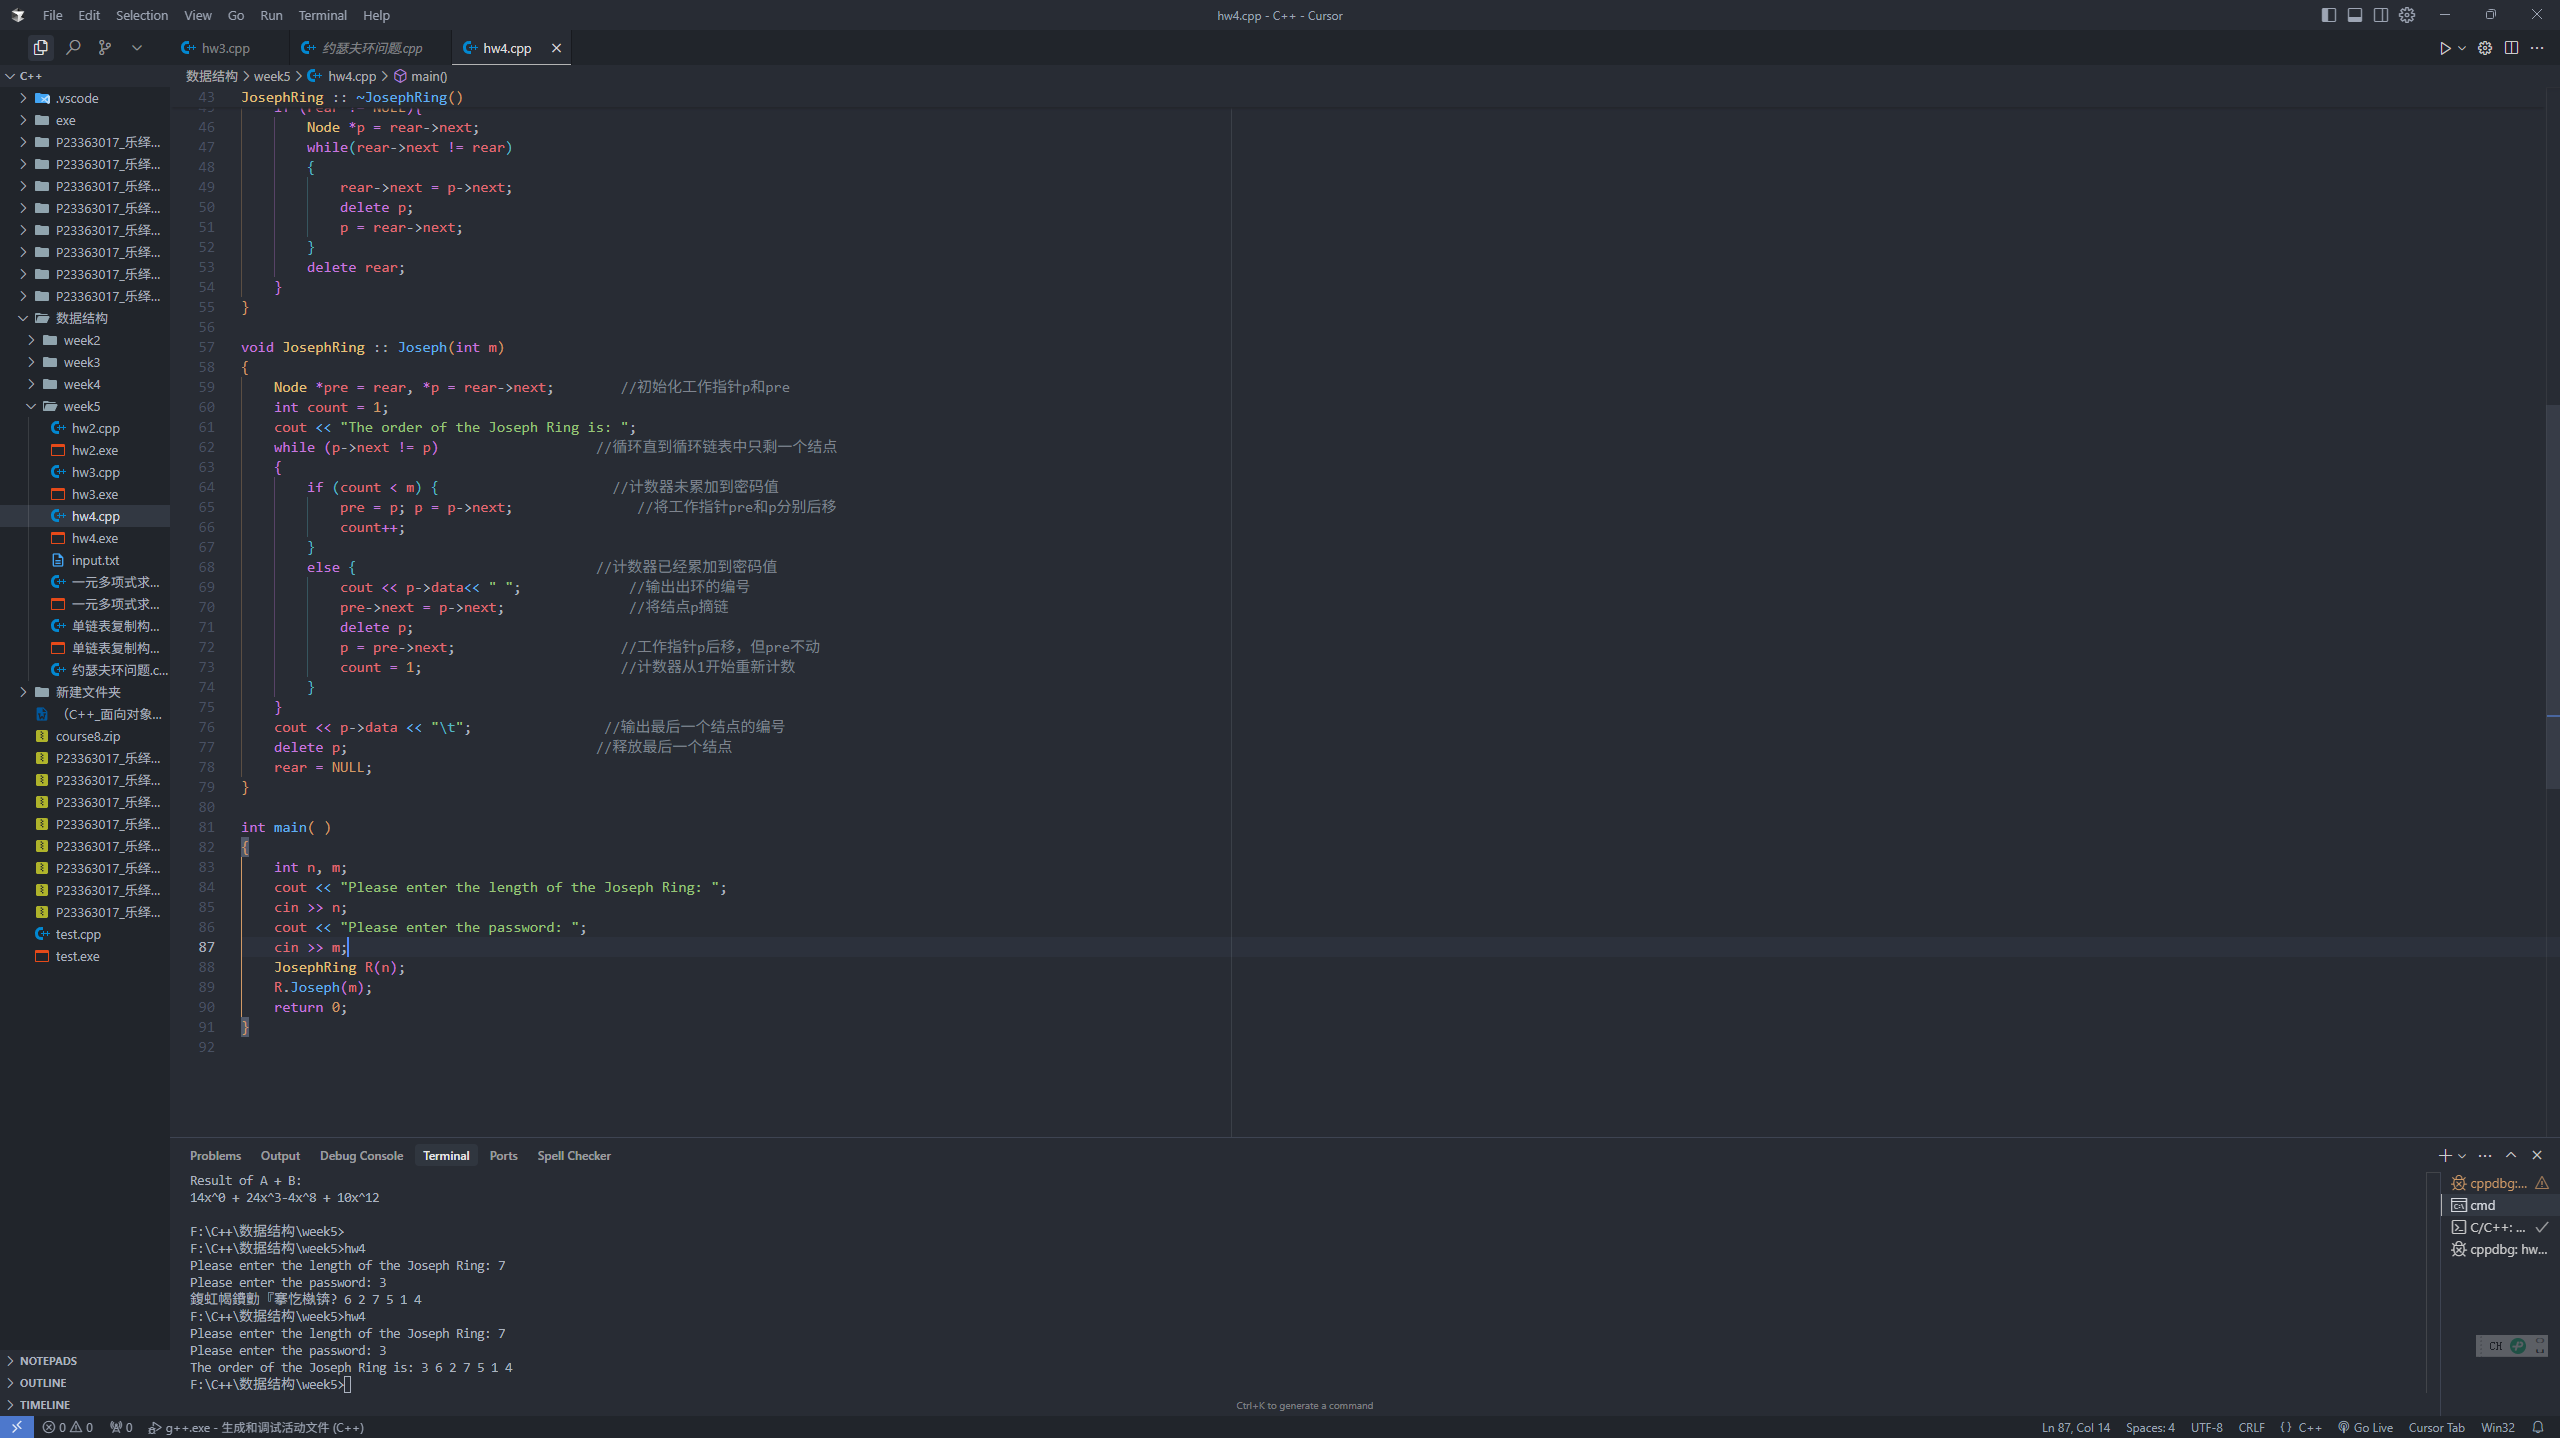 File Edit Selection View Go Run Terminal Help
hw4.cpp - C++ - Cursor
hw3.cpp
约瑟夫环问题.cpp
hw4.cpp
C++
.vscode
exe
P23363017_乐绎...
P23363017_乐绎...
P23363017_乐绎...
P23363017_乐绎...
P23363017_乐绎...
P23363017_乐绎...
P23363017_乐绎...
P23363017_乐绎...
数据结构
week2
week3
week4
week5
hw2.cpp
hw2.exe
hw3.cpp
hw3.exe
hw4.cpp
hw4.exe
input.txt
一元多项式求...
一元多项式求...
单链表复制构...
单链表复制构...
约瑟夫环问题.c...
新建文件夹
（C++_面向对象...
course8.zip
P23363017_乐绎...
P23363017_乐绎...
P23363017_乐绎...
P23363017_乐绎...
P23363017_乐绎...
P23363017_乐绎...
P23363017_乐绎...
P23363017_乐绎...
test.cpp
test.exe
NOTEPADS
OUTLINE
TIMELINE
数据结构 > week5 > hw4.cpp > main()
43 JosephRing :: ~JosephRing()
45 if (rear != NULL){
46 Node *p = rear->next;
47 while(rear->next != rear)
48 {
49 rear->next = p->next;
50 delete p;
51 p = rear->next;
52 }
53 delete rear;
54 }
55 }
56
57 void JosephRing :: Joseph(int m)
58 {
59 Node *pre = rear, *p = rear->next; //初始化工作指针p和pre
60 int count = 1;
61 cout << "The order of the Joseph Ring is: ";
62 while (p->next != p) //循环直到循环链表中只剩一个结点
63 {
64 if (count < m) { //计数器未累加到密码值
65 pre = p; p = p->next; //将工作指针pre和p分别后移
66 count++;
67 }
68 else { //计数器已经累加到密码值
69 cout << p->data<< " "; //输出出环的编号
70 pre->next = p->next; //将结点p摘链
71 delete p;
72 p = pre->next; //工作指针p后移，但pre不动
73 count = 1; //计数器从1开始重新计数
74 }
75 }
76 cout << p->data << "\t"; //输出最后一个结点的编号
77 delete p; //释放最后一个结点
78 rear = NULL;
79 }
80
81 int main( )
82 {
83 int n, m;
84 cout << "Please enter the length of the Joseph Ring: ";
85 cin >> n;
86 cout << "Please enter the password: ";
87 cin >> m;
88 JosephRing R(n);
89 R.Joseph(m);
90 return 0;
91 }
92
Problems Output Debug Console Terminal Ports Spell Checker
Result of A + B:
14x^0 + 24x^3-4x^8 + 10x^12
F:\C++\数据结构\week5>
F:\C++\数据结构\week5>hw4
Please enter the length of the Joseph Ring: 7
Please enter the password: 3
6 2 7 5 1 4
F:\C++\数据结构\week5>hw4
Please enter the length of the Joseph Ring: 7
Please enter the password: 3
The order of the Joseph Ring is: 3 6 2 7 5 1 4
F:\C++\数据结构\week5>
cppdbg:...
cmd
C/C++: ...
cppdbg: hw...
CH
Ctrl+K to generate a command
0 0 0 g++.exe - 生成和调试活动文件 (C++)
Ln 87, Col 14 Spaces: 4 UTF-8 CRLF {} C++ Go Live Cursor Tab Win32